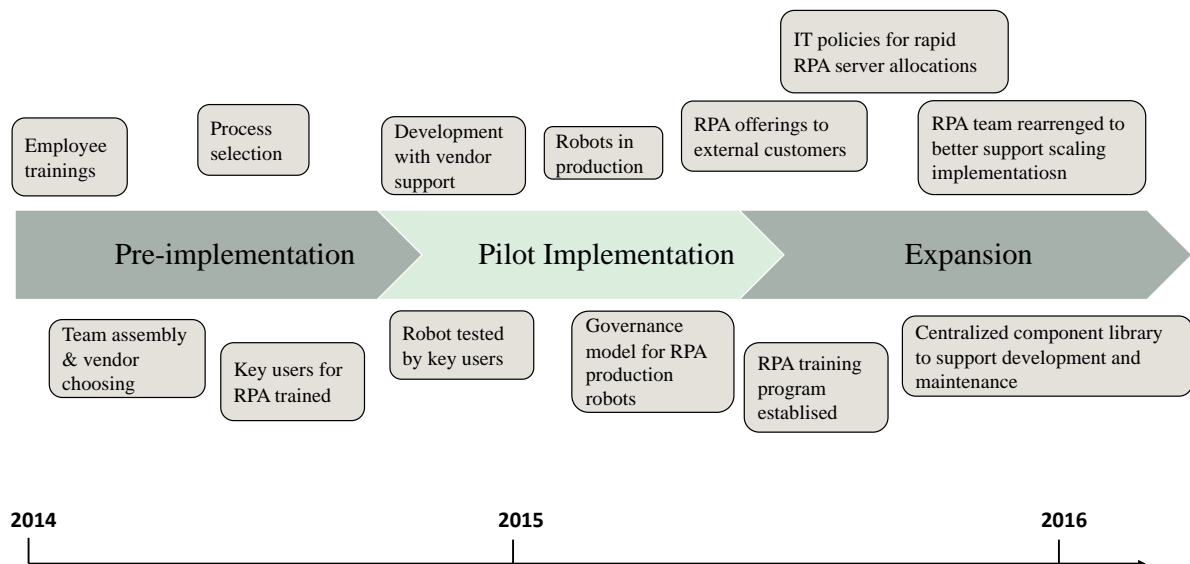 IT policies for rapid
RPA server allocations
Employee
trainings
Process
selection
Development
with vendor
support
Robots in
production
RPA offerings to
external customers
RPA team rearrenged to
better support scaling
implementatiosn
Pre-implementation
Pilot Implementation
Expansion
Team assembly
& vendor
choosing
Key users for
RPA trained
Robot tested
by key users
Governance
model for RPA
production
robots
RPA training
program
establised
Centralized component library
to support development and
maintenance
2014
2015
2016